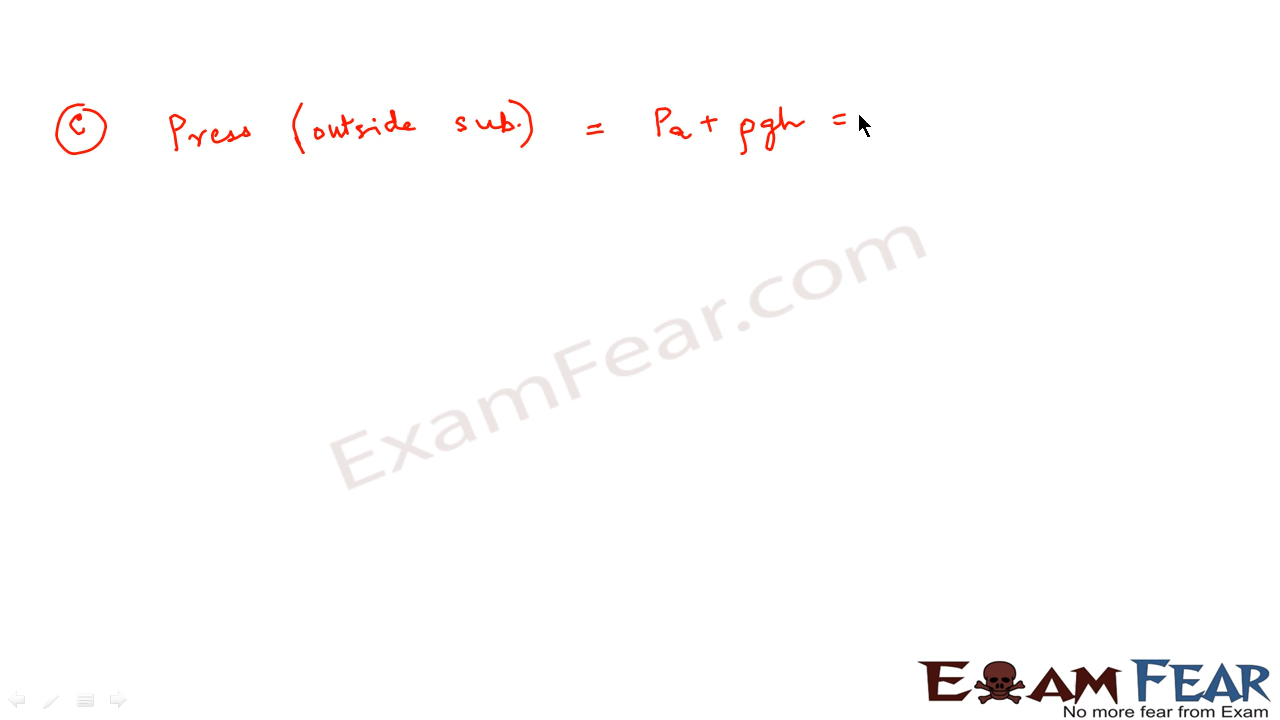 C Press (outside sub.) = Pa + ρgh =
ExamFear.com
EXAM FEAR
No more fear from Exam